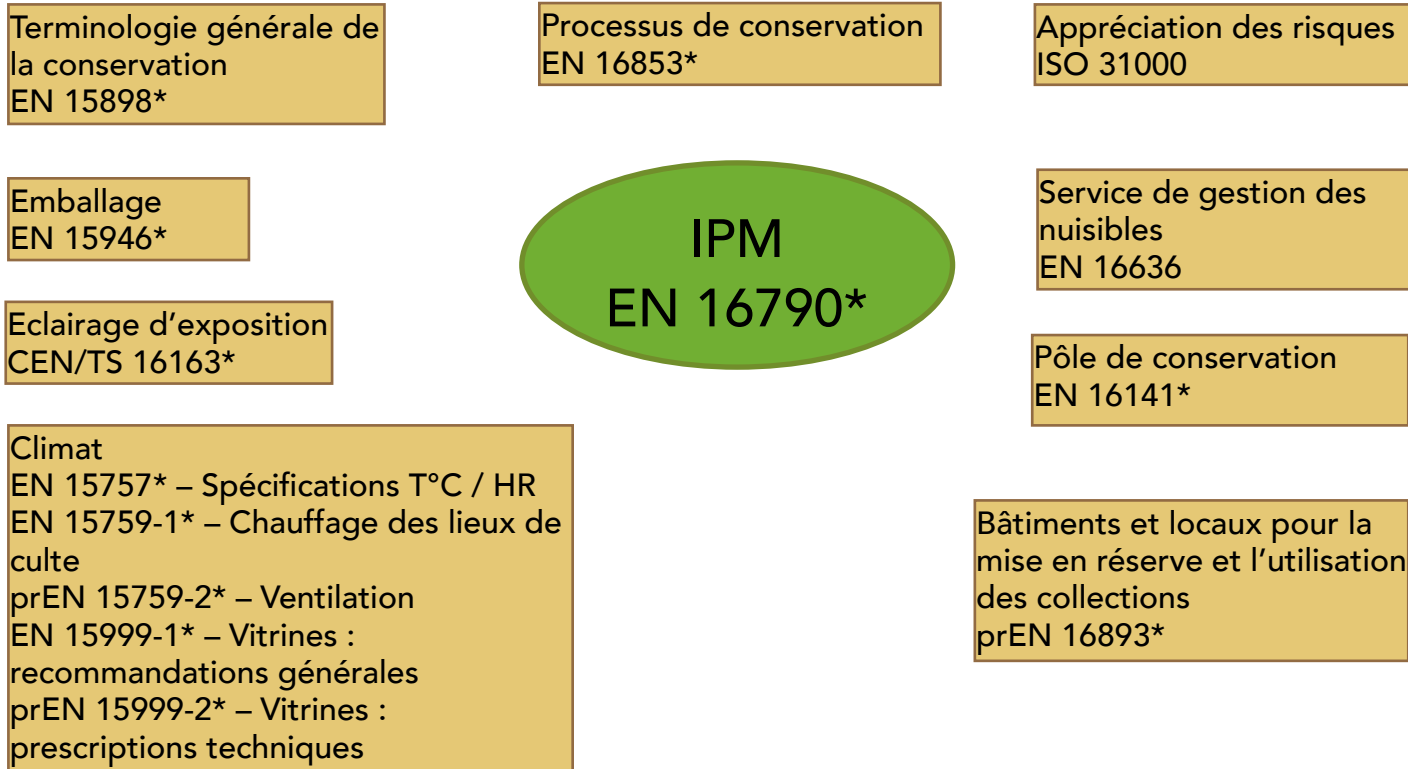 Terminologie générale de
la conservation
EN 15898*
Processus de conservation
EN 16853*
Appréciation des risques
ISO 31000
Emballage
EN 15946*
IPM
EN 16790*
Service de gestion des
nuisibles
EN 16636
Eclairage d’exposition
CEN/TS 16163*
Pôle de conservation
EN 16141*
Climat
EN 15757* – Spécifications T°C / HR
EN 15759-1* – Chauffage des lieux de
culte
prEN 15759-2* – Ventilation
EN 15999-1* – Vitrines :
recommandations générales
prEN 15999-2* – Vitrines :
prescriptions techniques
Bâtiments et locaux pour la
mise en réserve et l’utilisation
des collections
prEN 16893*